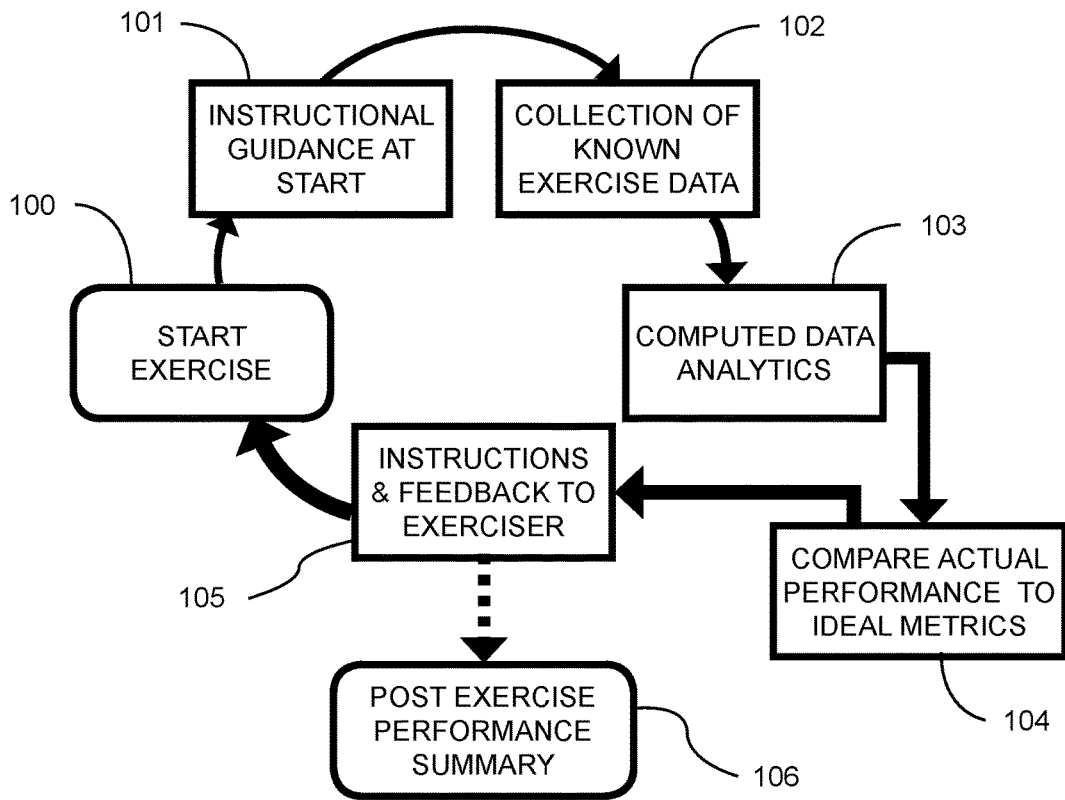 101
102
INSTRUCTIONAL
GUIDANCE AT
START
COLLECTION OF
KNOWN
EXERCISE DATA
100
103
START
EXERCISE
COMPUTED DATA
ANALYTICS
INSTRUCTIONS
& FEEDBACK TO
EXERCISER
105
COMPARE ACTUAL
PERFORMANCE TO
IDEAL METRICS
104
POST EXERCISE
PERFORMANCE
SUMMARY
106